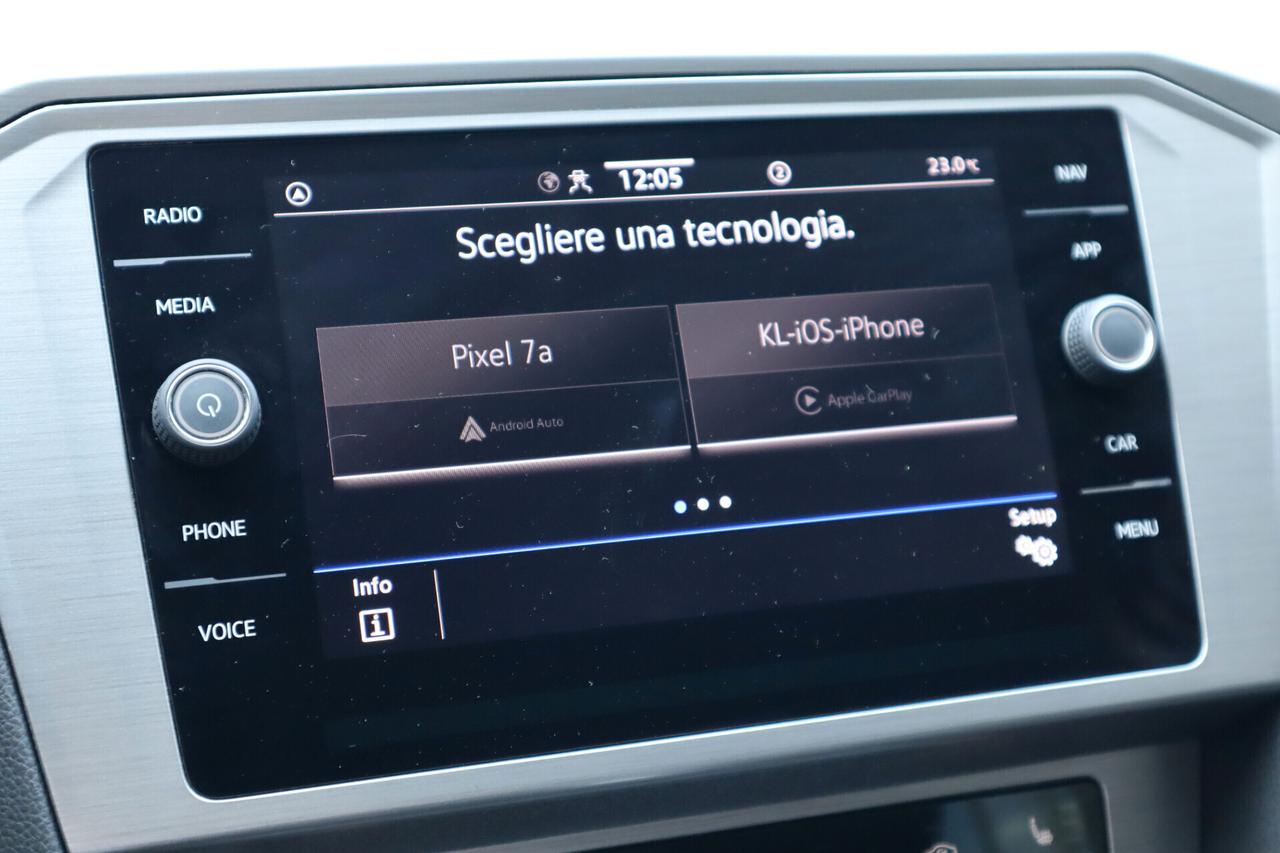 12:05
2
23.0°C
RADIO
MEDIA
PHONE
VOICE
Scegliere una tecnologia.
Pixel 7a
Android Auto
KL-iOS-iPhone
Apple CarPlay
Info
i
Setup
NAV
APP
CAR
MENU